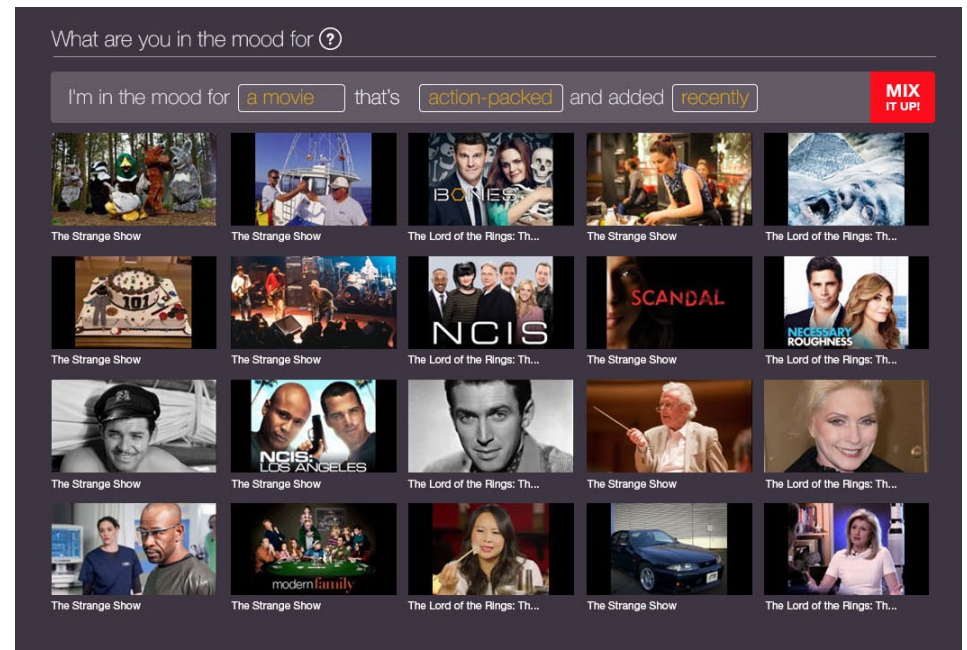 What are you in the mood for ?
I'm in the mood for a movie that's action-packed and added recently
MIX
IT UP!
BONES
The Strange Show
The Strange Show
The Lord of the Rings: Th...
The Strange Show
The Lord of the Rings: Th...
101
NCIS
SCANDAL
NECESSARY
ROUGHNESS
The Strange Show
The Strange Show
The Lord of the Rings: Th...
The Strange Show
The Lord of the Rings: Th...
NCIS:
LOS ANGELES
The Strange Show
The Strange Show
The Lord of the Rings: Th...
The Strange Show
The Lord of the Rings: Th...
modern family
The Strange Show
The Strange Show
The Lord of the Rings: Th...
The Strange Show
The Lord of the Rings: Th...